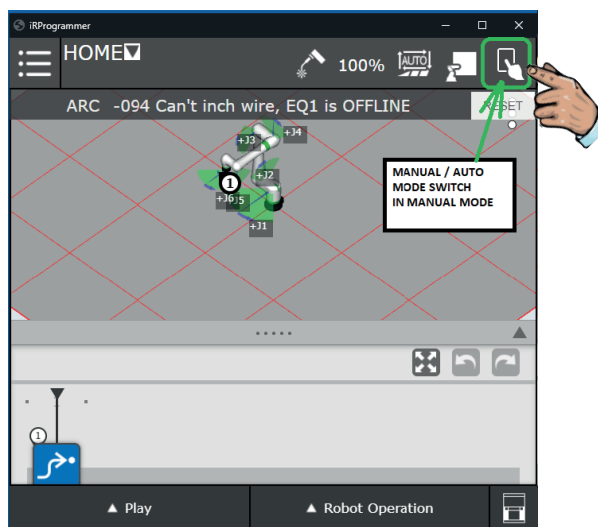 iRProgrammer
HOME
100%
AUTO
ARC -094 Can't inch wire, EQ1 is OFFLINE
RESET
+J3
+J4
1
+J2
+J6
J5
+J1
MANUAL / AUTO
MODE SWITCH
IN MANUAL MODE
1
Play
Robot Operation